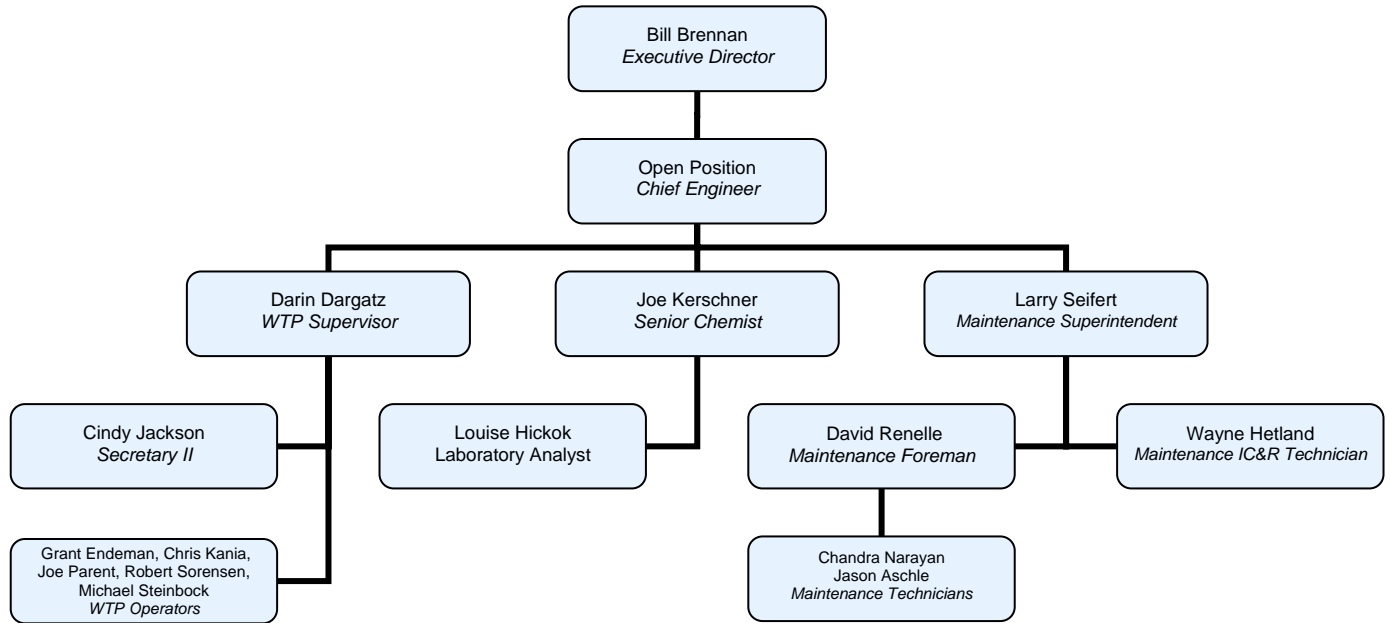 Bill Brennan
Executive Director
Open Position
Chief Engineer
Darin Dargatz
WTP Supervisor
Joe Kerschner
Senior Chemist
Larry Seifert
Maintenance Superintendent
Cindy Jackson
Secretary II
Louise Hickok
Laboratory Analyst
David Renelle
Maintenance Foreman
Wayne Hetland
Maintenance IC&R Technician
Grant Endeman, Chris Kania,
Joe Parent, Robert Sorensen,
Michael Steinbock
WTP Operators
Chandra Narayan
Jason Aschle
Maintenance Technicians